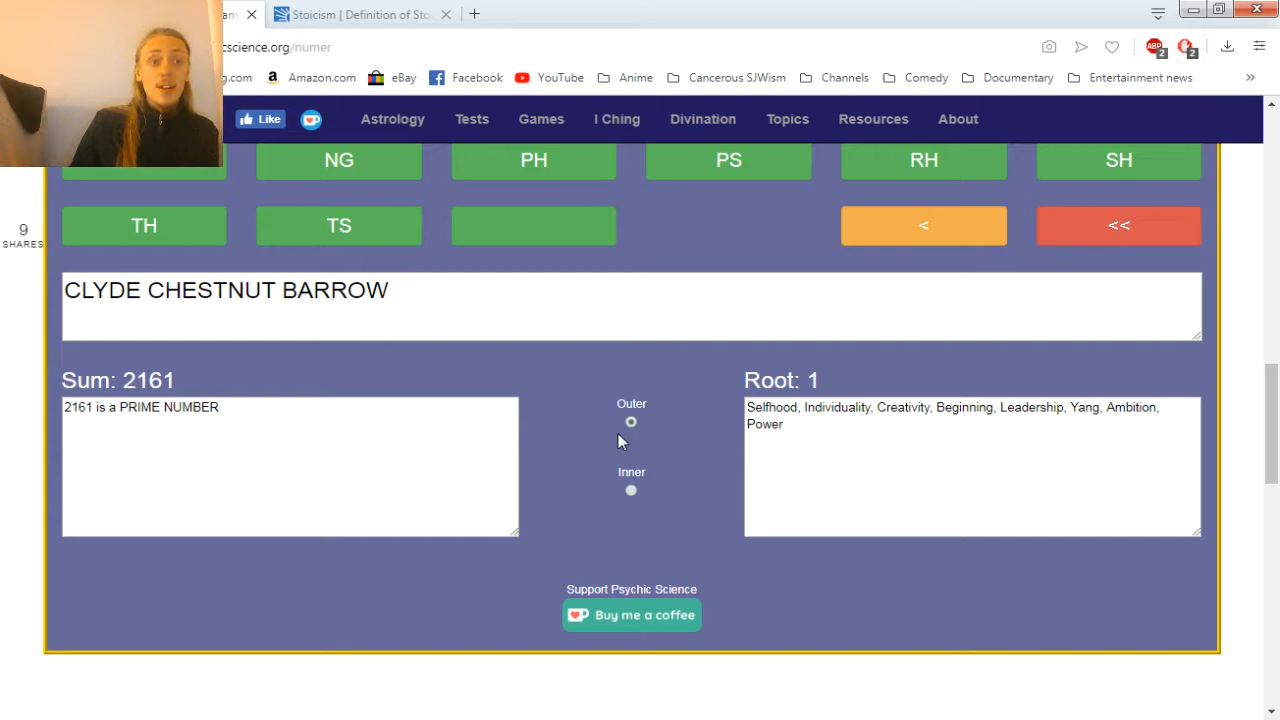 am
Stoicism | Definition of Sto
cscience.org/numer
2
2
g.com
Amazon.com
eBay
Facebook
YouTube
Anime
Cancerous SJWism
Channels
Comedy
Documentary
Entertainment news
Like
Astrology
Tests
Games
I Ching
Divination
Topics
Resources
About
NG
PH
PS
RH
SH
9
SHARES
TH
TS
<
<<
CLYDE CHESTNUT BARROW
Sum: 2161
2161 is a PRIME NUMBER
Outer
Inner
Root: 1
Selfhood, Individuality, Creativity, Beginning, Leadership, Yang, Ambition,
Power
Support Psychic Science
Buy me a coffee